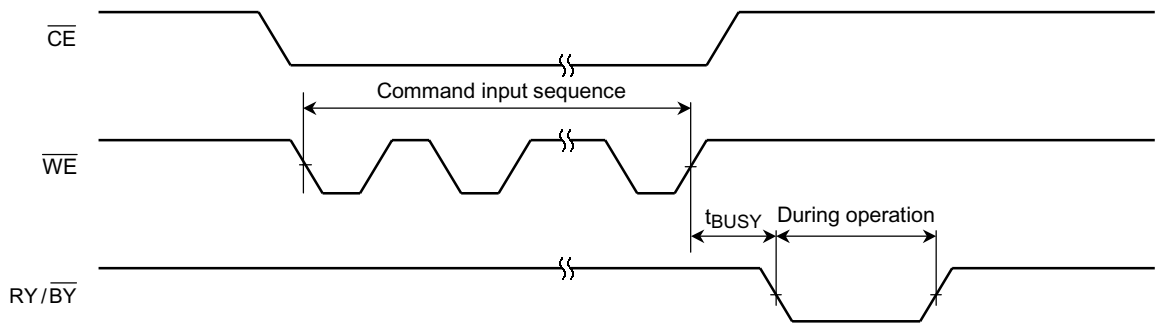 CE
Command input sequence
WE
tBUSY
During operation
RY/BY